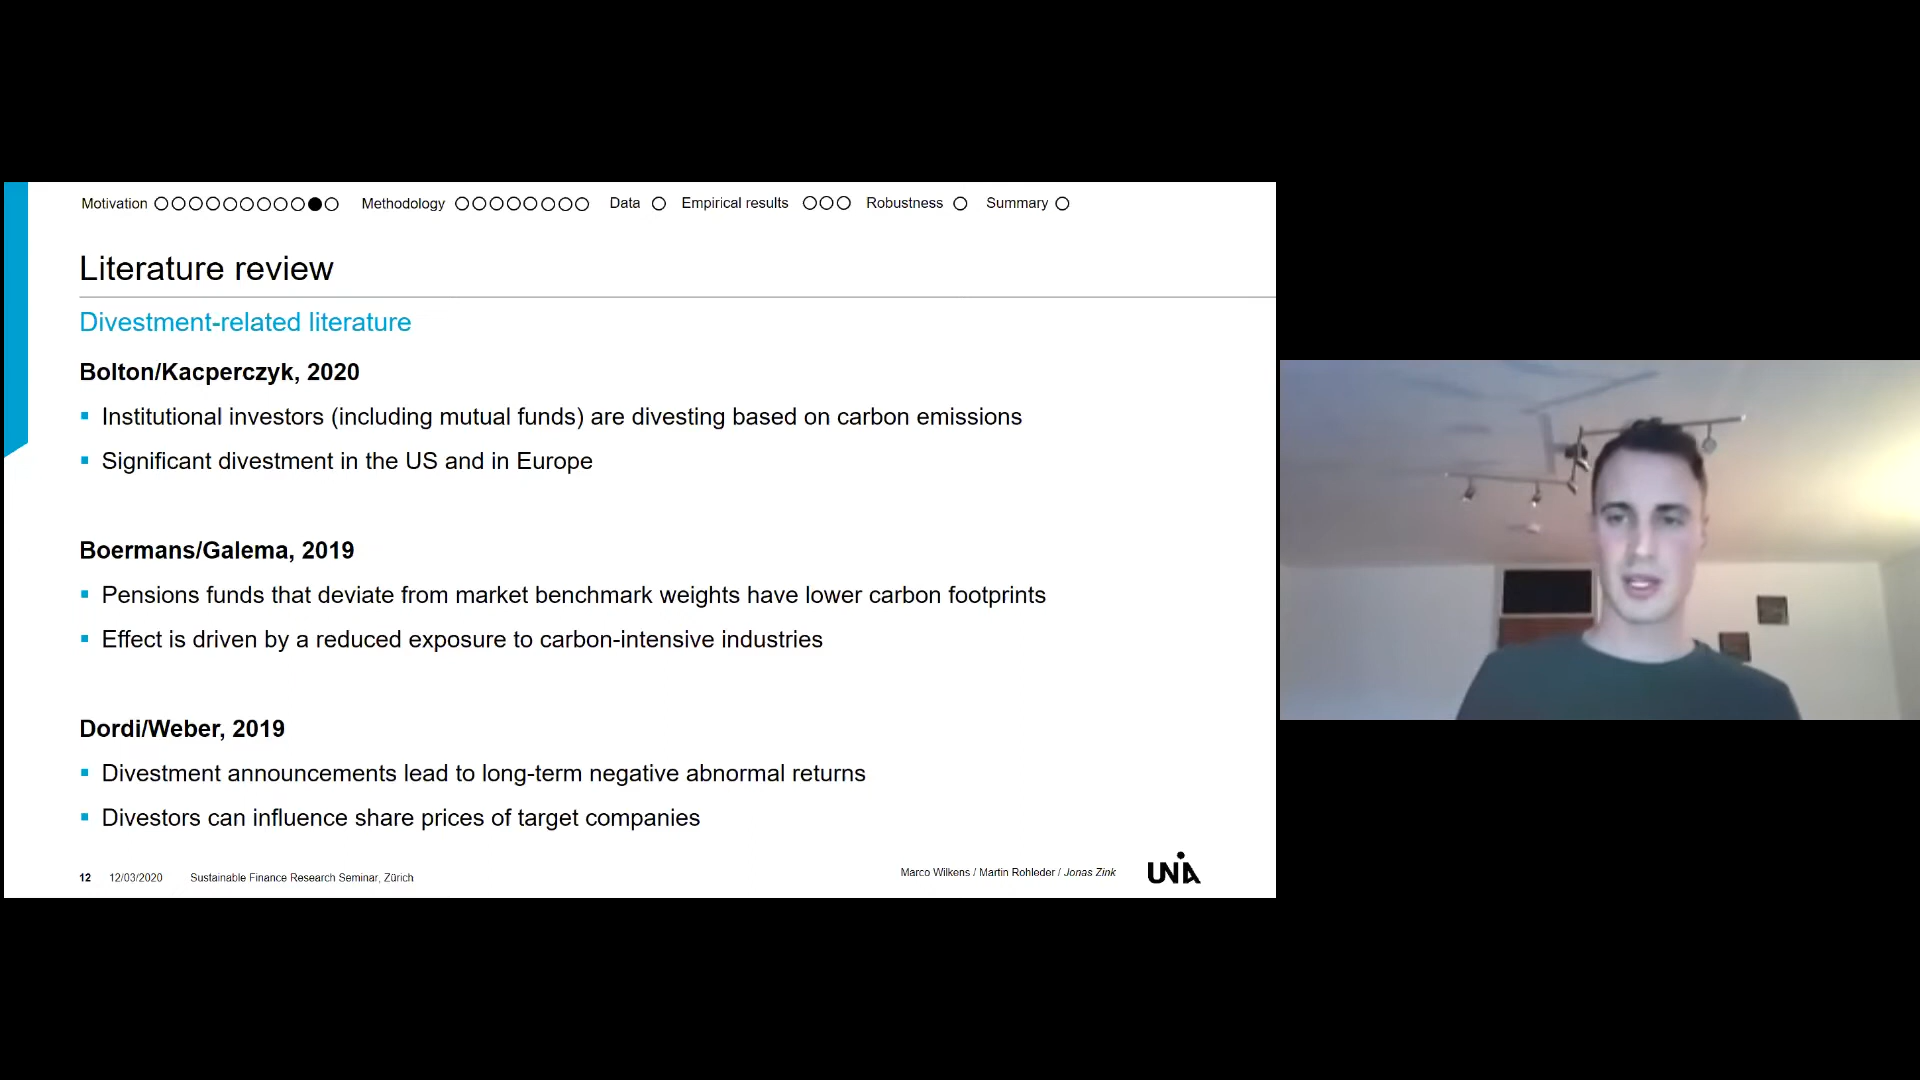 Motivation Methodology Data Empirical results Robustness Summary
Literature review
Divestment-related literature
Bolton/Kacperczyk, 2020
Institutional investors (including mutual funds) are divesting based on carbon emissions
Significant divestment in the US and in Europe
Boermans/Galema, 2019
Pensions funds that deviate from market benchmark weights have lower carbon footprints
Effect is driven by a reduced exposure to carbon-intensive industries
Dordi/Weber, 2019
Divestment announcements lead to long-term negative abnormal returns
Divestors can influence share prices of target companies
12 12/03/2020 Sustainable Finance Research Seminar, Zürich Marco Wilkens / Martin Rohleder / Jonas Zink UNIA